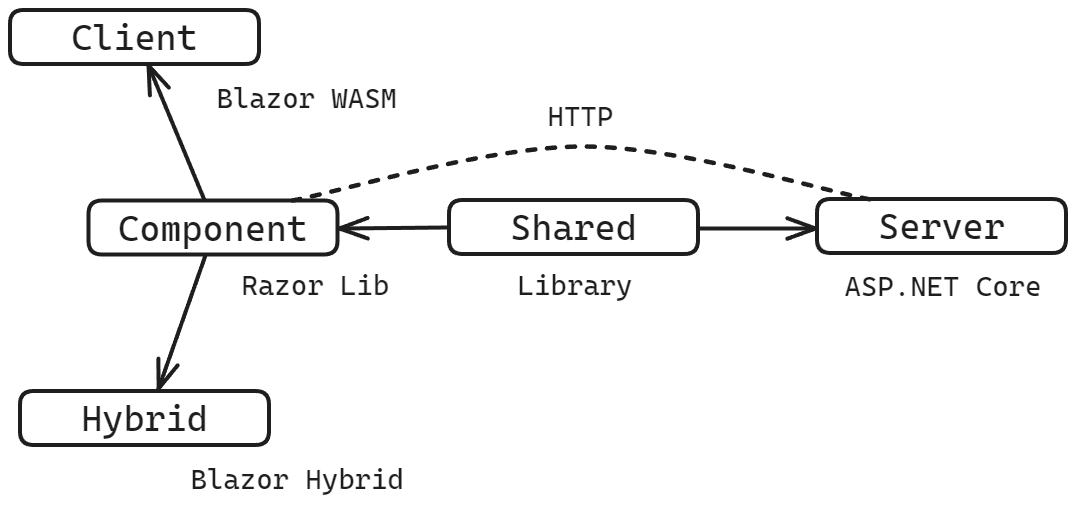 Client
Blazor WASM
HTTP
Component
Shared
Server
Razor Lib
Library
ASP.NET Core
Hybrid
Blazor Hybrid